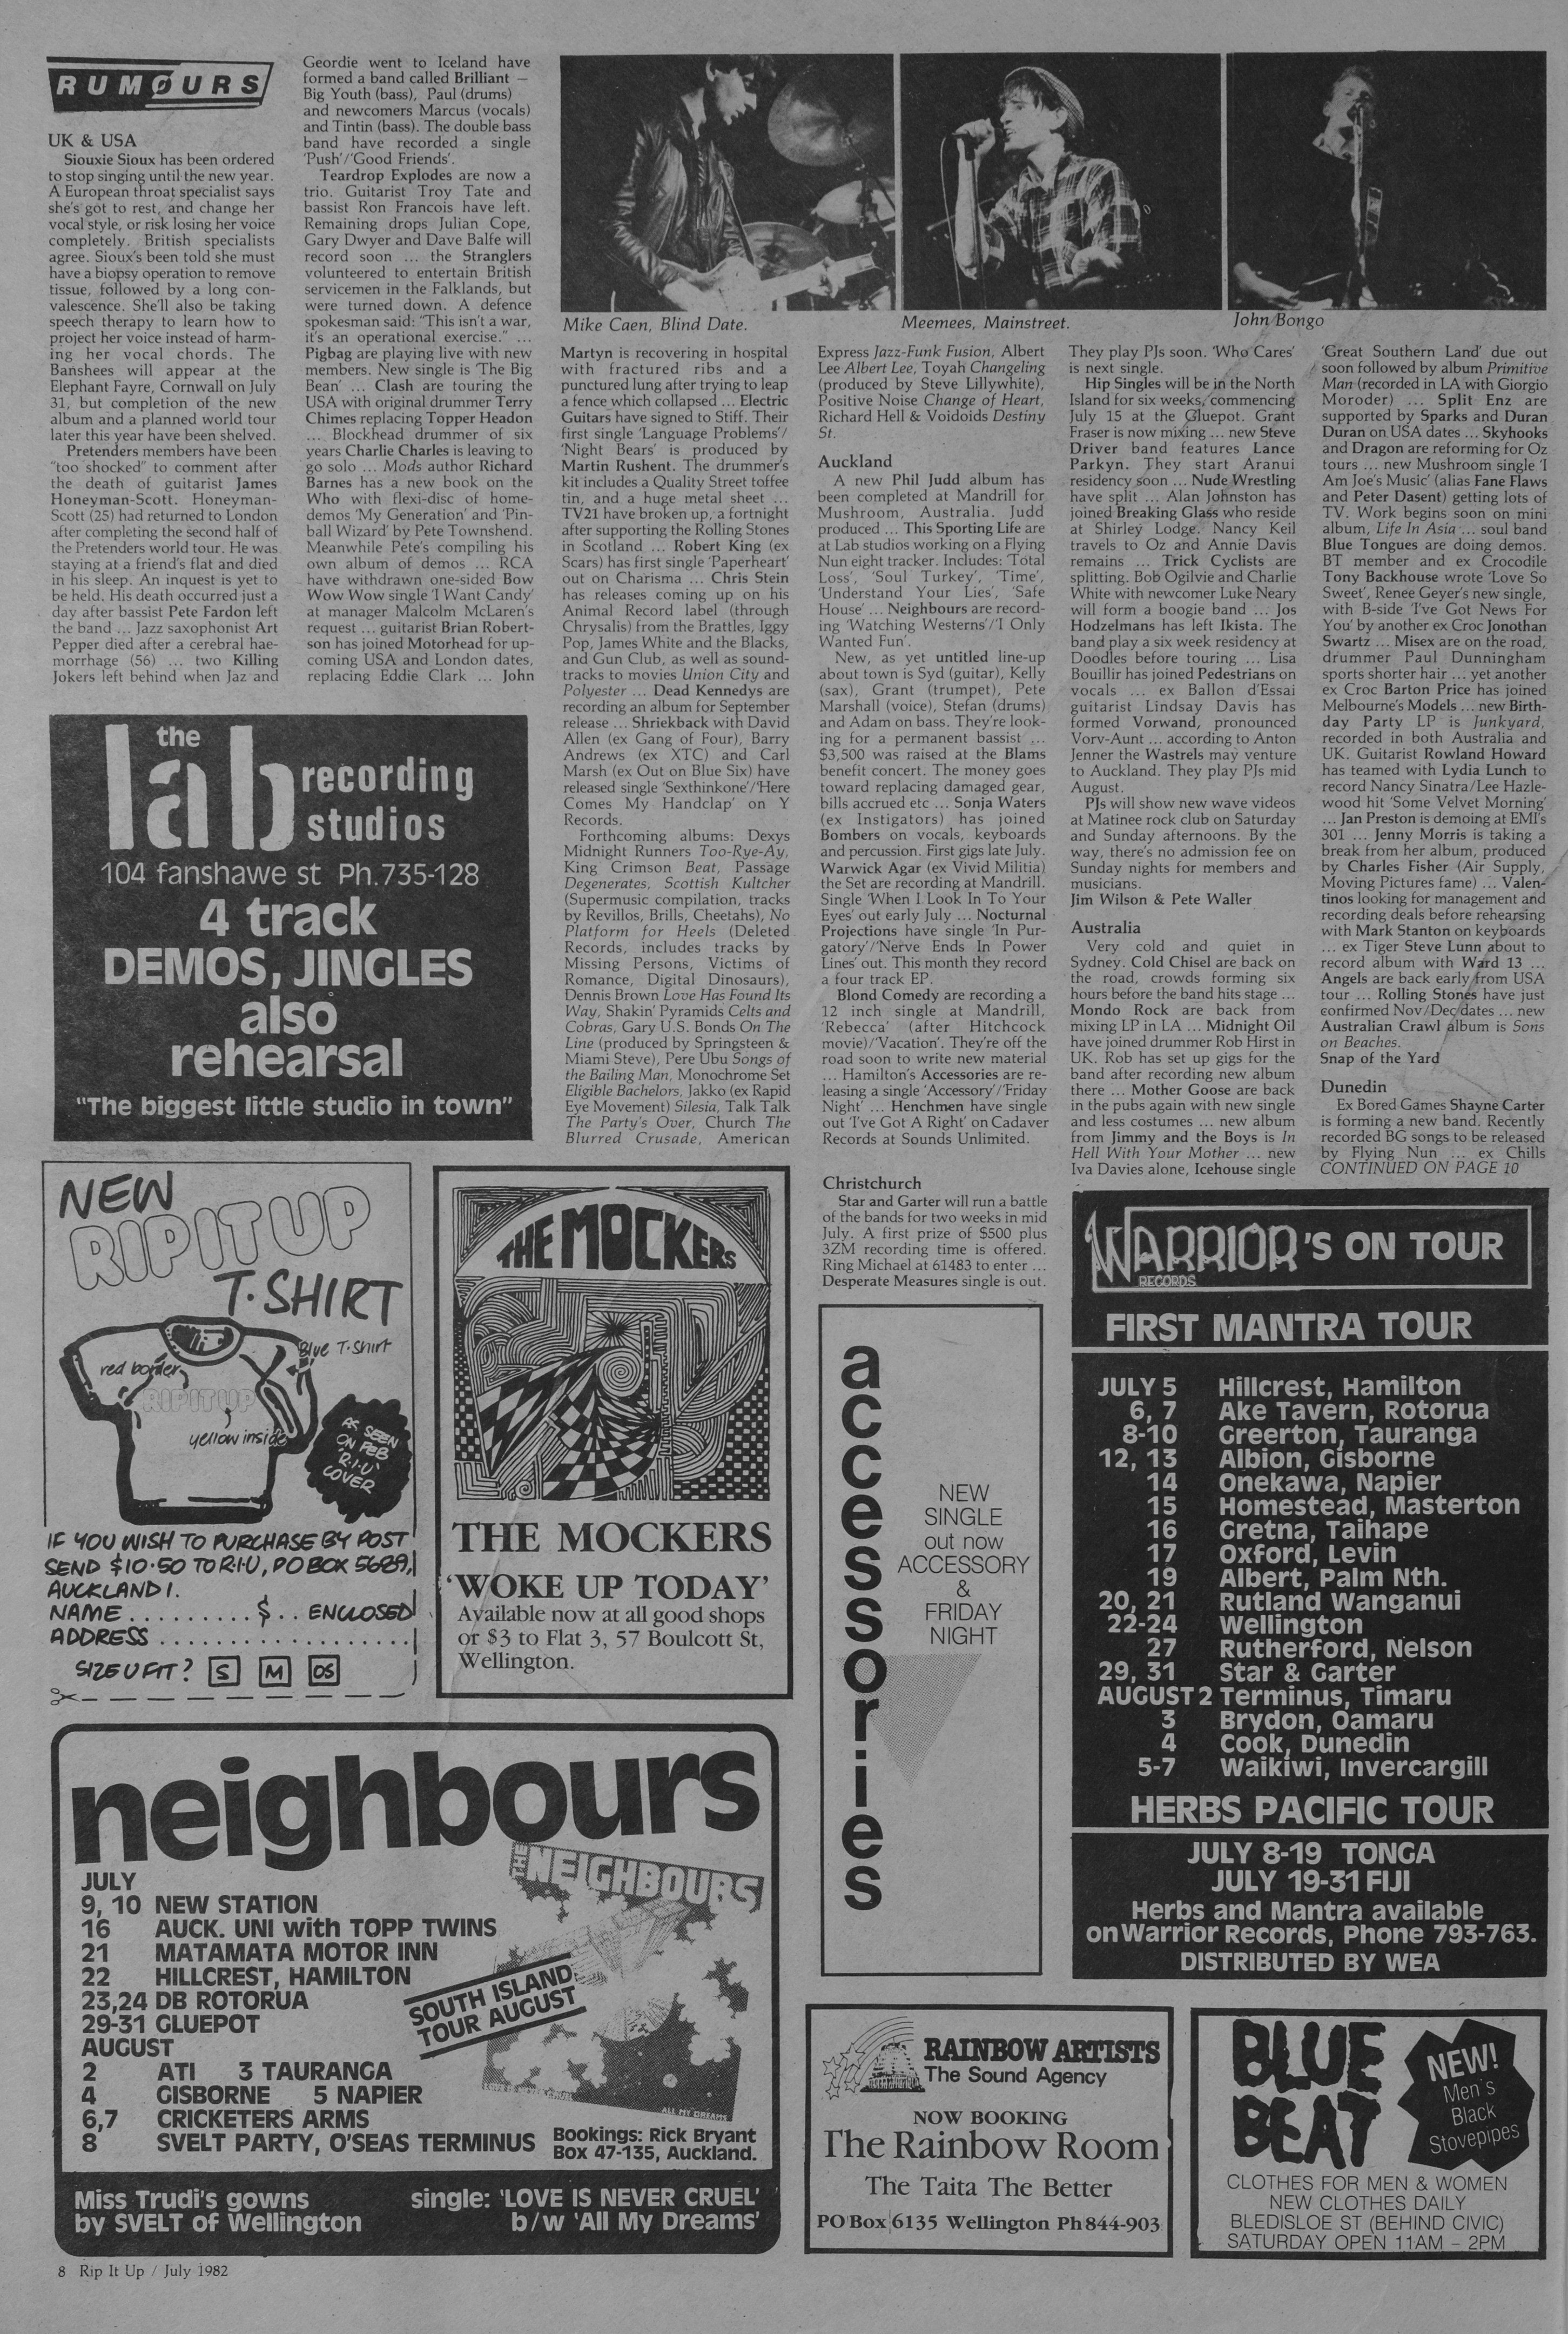 RUMOURS
UK & USA
Siouxie Sioux has been ordered
to stop singing until the new year.
A European throat specialist says
she's got to rest, and change her
vocal style, or risk losing her voice
completely. British specialists
agree. Sioux's been told she must
have a biopsy operation to remove
tissue, followed by a long con-
valescence. She'll also be taking
speech therapy to learn how to
project her voice instead of harm-
ing her vocal chords. The
Banshees will appear at the
Elephant Fayre, Cornwall on July
31, but completion of the new
album and a planned world tour
later this year have been shelved.
Pretenders members have been
"too shocked" to comment after
the death of guitarist James
Honeyman-Scott. Honeyman-
Scott (25) had returned to London
after completing the second half of
the Pretenders world tour. He was
staying at a friend's flat and died
in his sleep. An inquest is yet to
be held. His death occurred just a
day after bassist Pete Fardon left
the band ... Jazz saxophonist Art
Pepper died after a cerebral hae-
morrhage (56) ... two Killing
Jokers left behind when Jaz and
Geordie went to Iceland have
formed a band called Brilliant —
Big Youth (bass), Paul (drums)
and newcomers Marcus (vocals)
and Tintin (bass). The double bass
band have recorded a single
'Push'/'Good Friends'.
Teardrop Explodes are now a
trio. Guitarist Troy Tate and
bassist Ron Francois have left.
Remaining drops Julian Cope,
Gary Dwyer and Dave Balfe will
record soon ... the Stranglers
volunteered to entertain British
servicemen in the Falklands, but
were turned down. A defence
spokesman said: "This isn't a war,
it's an operational exercise." ...
Pigbag are playing live with new
members. New single is 'The Big
Bean' ... Clash are touring the
USA with original drummer Terry
Chimes replacing Topper Headon
... Blockhead drummer of six
years Charlie Charles is leaving to
go solo ... Mods author Richard
Barnes has a new book on the
Who with flexi-disc of home-
demos 'My Generation' and 'Pin-
ball Wizard' by Pete Townshend.
Meanwhile Pete's compiling his
own album of demos ... RCA
have withdrawn one-sided Bow
Wow Wow single 'I Want Candy'
at manager Malcolm McLaren's
request ... guitarist Brian Robert-
son has joined Motorhead for up-
coming USA and London dates,
replacing Eddie Clark ... John
Mike Caen, Blind Date.
Meemees, Mainstreet.
John Bongo
Martyn is recovering in hospital
with fractured ribs and a
punctured lung after trying to leap
a fence which collapsed ... Electric
Guitars have signed to Stiff. Their
first single 'Language Problems'/
'Night Bears' is produced by
Martin Rushent. The drummer's
kit includes a Quality Street toffee
tin, and a huge metal sheet ...
TV21 have broken up, a fortnight
after supporting the Rolling Stones
in Scotland ... Robert King (ex
Scars) has first single 'Paperheart'
out on Charisma ... Chris Stein
has releases coming up on his
Animal Record label (through
Chrysalis) from the Brattles, Iggy
Pop, James White and the Blacks,
and Gun Club, as well as sound-
tracks to movies Union City and
Polyester ... Dead Kennedys are
recording an album for September
release ... Shriekback with David
Allen (ex Gang of Four), Barry
Andrews (ex XTC) and Carl
Marsh (ex Out on Blue Six) have
released single 'Sexthinkone'/'Here
Comes My Handclap' on Y
Records.
Forthcoming albums: Dexys
Midnight Runners Too-Rye-Ay,
King Crimson Beat, Passage
Degenerates, Scottish Kultcher
(Supermusic compilation, tracks
by Revillos, Brills, Cheetahs), No
Platform for Heels (Deleted
Records, includes tracks by
Missing Persons, Victims of
Romance, Digital Dinosaurs),
Dennis Brown Love Has Found Its
Way, Shakin' Pyramids Celts and
Cobras, Gary U.S. Bonds On The
Line (produced by Springsteen &
Miami Steve), Pere Ubu Songs of
the Bailing Man, Monochrome Set
Eligible Bachelors, Jakko (ex Rapid
Eye Movement) Silesia, Talk Talk
The Party's Over, Church The
Blurred Crusade, American
Express Jazz-Funk Fusion, Albert
Lee Albert Lee, Toyah Changeling
(produced by Steve Lillywhite),
Positive Noise Change of Heart,
Richard Hell & Voidoids Destiny
St.
Auckland
A new Phil Judd album has
been completed at Mandrill for
Mushroom, Australia. Judd
produced ... This Sporting Life are
at Lab studios working on a Flying
Nun eight tracker. Includes: 'Total
Loss', 'Soul Turkey', 'Time',
'Understand Your Lies', 'Safe
House' ... Neighbours are record-
ing 'Watching Westerns'/'I Only
Wanted Fun'.
New, as yet untitled line-up
about town is Syd (guitar), Kelly
(sax), Grant (trumpet), Pete
Marshall (voice), Stefan (drums)
and Adam on bass. They're look-
ing for a permanent bassist ...
$3,500 was raised at the Blams
benefit concert. The money goes
toward replacing damaged gear,
bills accrued etc ... Sonja Waters
(ex Instigators) has joined
Bombers on vocals, keyboards
and percussion. First gigs late July.
Warwick Agar (ex Vivid Militia)
the Set are recording at Mandrill.
Single 'When I Look In To Your
Eyes' out early July ... Nocturnal
Projections have single 'In Pur-
gatory'/'Nerve Ends In Power
Lines' out. This month they record
a four track EP.
Blond Comedy are recording a
12 inch single at Mandrill,
'Rebecca' (after Hitchcock
movie)/'Vacation'. They're off the
road soon to write new material
... Hamilton's Accessories are re-
leasing a single 'Accessory'/'Friday
Night' ... Henchmen have single
out 'I've Got A Right' on Cadaver
Records at Sounds Unlimited.
Christchurch
Star and Garter will run a battle
of the bands for two weeks in mid
July. A first prize of $500 plus
3ZM recording time is offered.
Ring Michael at 61483 to enter ...
Desperate Measures single is out.
They play PJs soon. 'Who Cares'
is next single.
Hip Singles will be in the North
Island for six weeks, commencing
July 15 at the Gluepot. Grant
Fraser is now mixing ... new Steve
Driver band features Lance
Parkyn. They start Aranui
residency soon ... Nude Wrestling
have split ... Alan Johnston has
joined Breaking Glass who reside
at Shirley Lodge. Nancy Keil
travels to Oz and Annie Davis
remains ... Trick Cyclists are
splitting. Bob Ogilvie and Charlie
White with newcomer Luke Neary
will form a boogie band ... Jos
Hodzelmans has left Ikista. The
band play a six week residency at
Doodles before touring ... Lisa
Bouillir has joined Pedestrians on
vocals ... ex Ballon d'Essai
guitarist Lindsay Davis has
formed Vorwand, pronounced
Vorv-Aunt ... according to Anton
Jenner the Wastrels may venture
to Auckland. They play PJs mid
August.
PJs will show new wave videos
at Matinee rock club on Saturday
and Sunday afternoons. By the
way, there's no admission fee on
Sunday nights for members and
musicians.
Jim Wilson & Pete Waller
Australia
Very cold and quiet in
Sydney. Cold Chisel are back on
the road, crowds forming six
hours before the band hits stage ...
Mondo Rock are back from
mixing LP in LA ... Midnight Oil
have joined drummer Rob Hirst in
UK. Rob has set up gigs for the
band after recording new album
there ... Mother Goose are back
in the pubs again with new single
and less costumes ... new album
from Jimmy and the Boys is In
Hell With Your Mother ... new
Iva Davies alone, Icehouse single
'Great Southern Land' due out
soon followed by album Primitive
Man (recorded in LA with Giorgio
Moroder) ... Split Enz are
supported by Sparks and Duran
Duran on USA dates ... Skyhooks
and Dragon are reforming for Oz
tours ... new Mushroom single 'I
Am Joe's Music' (alias Fane Flaws
and Peter Dasent) getting lots of
TV. Work begins soon on mini
album, Life In Asia ... soul band
Blue Tongues are doing demos.
BT member and ex Crocodile
Tony Backhouse wrote 'Love So
Sweet', Renee Geyer's new single,
with B-side 'I've Got News For
You' by another ex Croc Jonothan
Swartz ... Misex are on the road,
drummer Paul Dunningham
sports shorter hair ... yet another
ex Croc Barton Price has joined
Melbourne's Models ... new Birth-
day Party LP is Junkyard,
recorded in both Australia and
UK. Guitarist Rowland Howard
has teamed with Lydia Lunch to
record Nancy Sinatra/Lee Hazle-
wood hit 'Some Velvet Morning'
... Jan Preston is demoing at EMI's
301 ... Jenny Morris is taking a
break from her album, produced
by Charles Fisher (Air Supply,
Moving Pictures fame) ... Valen-
tinos looking for management and
recording deals before rehearsing
with Mark Stanton on keyboards
... ex Tiger Steve Lunn about to
record album with Ward 13 ...
Angels are back early from USA
tour ... Rolling Stones have just
confirmed Nov/Dec dates ... new
Australian Crawl album is Sons
on Beaches.
Snap of the Yard
Dunedin
Ex Bored Games Shayne Carter
is forming a new band. Recently
recorded BG songs to be released
by Flying Nun ... ex Chills
CONTINUED ON PAGE 10
the
lab recording
studios
104 fanshawe st Ph.735-128
4 track
DEMOS, JINGLES
also
rehearsal
"The biggest little studio in town"
NEW
RIPITUP
T.SHIRT
Blue T.Shirt
red border
RIPITUP
yellow inside
AS SEEN
ON FEB
'R.I.U'
COVER
IF YOU WISH TO PURCHASE BY POST
SEND $10.50 TO R.I.U, PO BOX 5689,
AUCKLAND 1.
NAME ......... $ .. ENCLOSED
ADDRESS ...................
SIZE U FIT? S M OS
THE MOCKERS
THE MOCKERS
'WOKE UP TODAY'
Available now at all good shops
or $3 to Flat 3, 57 Boulcott St,
Wellington.
accessories
NEW
SINGLE
out now
ACCESSORY
&
FRIDAY
NIGHT
WARRIOR'S ON TOUR
RECORDS
FIRST MANTRA TOUR
JULY 5 Hillcrest, Hamilton
6, 7 Ake Tavern, Rotorua
8-10 Greerton, Tauranga
12, 13 Albion, Gisborne
14 Onekawa, Napier
15 Homestead, Masterton
16 Gretna, Taihape
17 Oxford, Levin
19 Albert, Palm Nth.
20, 21 Rutland Wanganui
22-24 Wellington
27 Rutherford, Nelson
29, 31 Star & Garter
AUGUST 2 Terminus, Timaru
3 Brydon, Oamaru
4 Cook, Dunedin
5-7 Waikiwi, Invercargill
HERBS PACIFIC TOUR
JULY 8-19 TONGA
JULY 19-31 FIJI
Herbs and Mantra available
on Warrior Records, Phone 793-763.
DISTRIBUTED BY WEA
neighbours
JULY
9, 10 NEW STATION
16 AUCK. UNI with TOPP TWINS
21 MATAMATA MOTOR INN
22 HILLCREST, HAMILTON
23,24 DB ROTORUA
29-31 GLUEPOT
AUGUST
2 ATI 3 TAURANGA
4 GISBORNE 5 NAPIER
6,7 CRICKETERS ARMS
8 SVELT PARTY, O'SEAS TERMINUS
THE NEIGHBOURS
SOUTH ISLAND
TOUR AUGUST
LOVE IS NEVER CRUEL
ALL MY DREAMS
Bookings: Rick Bryant
Box 47-135, Auckland.
Miss Trudi's gowns
by SVELT of Wellington
single: 'LOVE IS NEVER CRUEL'
b/w 'All My Dreams'
RAINBOW ARTISTS
The Sound Agency
NOW BOOKING
The Rainbow Room
The Taita The Better
PO Box 6135 Wellington Ph 844-903
BLUE
BEAT
NEW!
Men's
Black
Stovepipes
CLOTHES FOR MEN & WOMEN
NEW CLOTHES DAILY
BLEDISLOE ST (BEHIND CIVIC)
SATURDAY OPEN 11AM – 2PM
8 Rip It Up / July 1982